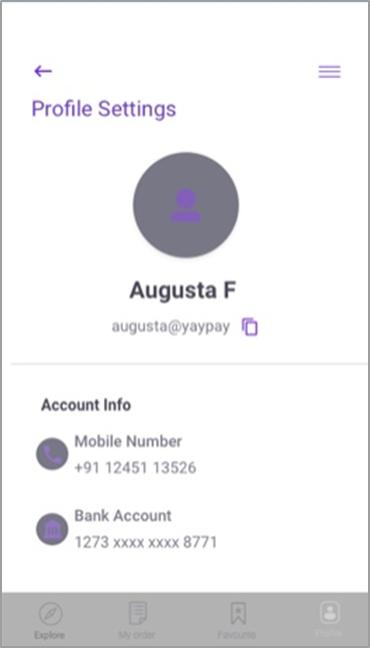 Profile Settings
Augusta F
augusta@yaypay
Account Info
Mobile Number
+91 12451 13526
Bank Account
1273 xxxx xxxx 8771
Explore
My order
Favourite
Profile